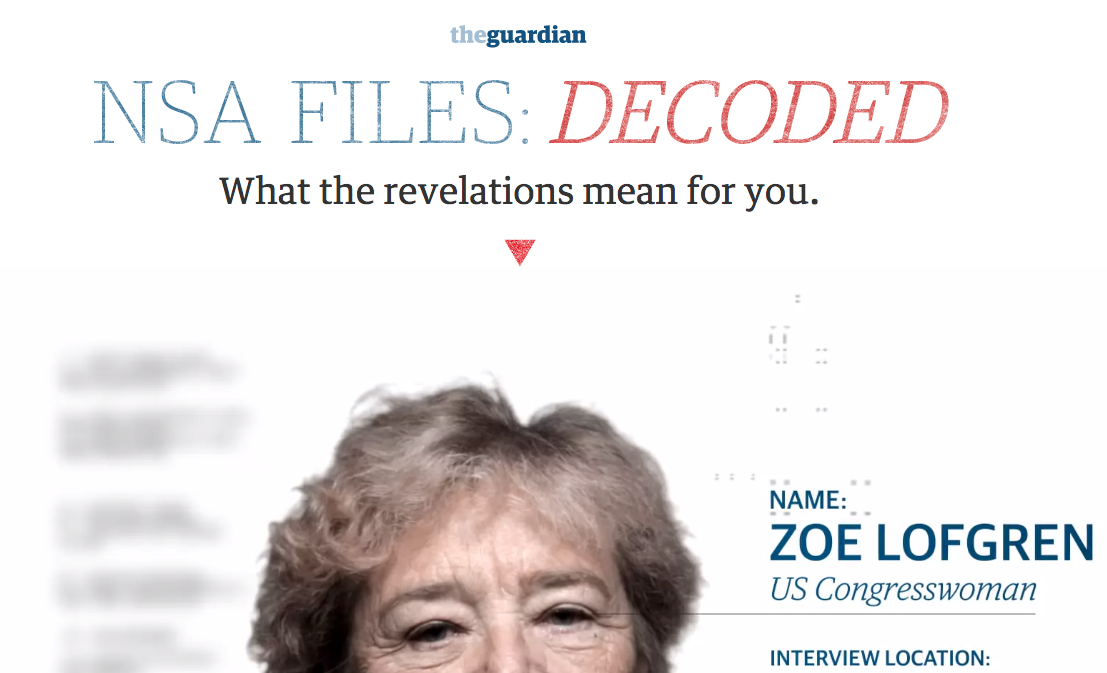 theguardian
NSA FILES: DECODED
What the revelations mean for you.
NAME:
ZOE LOFGREN
US Congresswoman
INTERVIEW LOCATION: